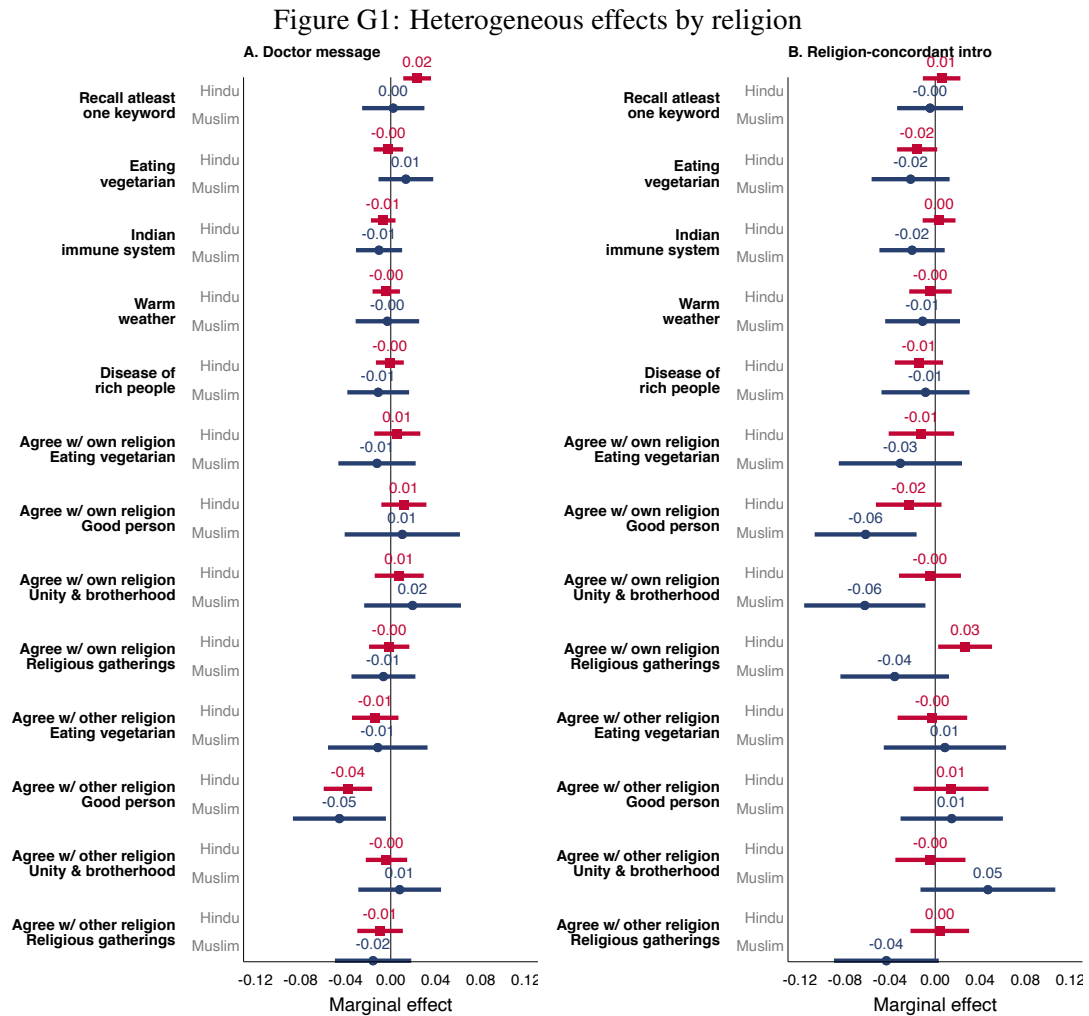 Figure G1: Heterogeneous effects by religion
A. Doctor message
Recall atleast
one keyword
Hindu
0.02
Muslim
0.00
Eating
vegetarian
Hindu
-0.00
Muslim
0.01
Indian
immune system
Hindu
-0.01
Muslim
-0.01
Warm
weather
Hindu
-0.00
Muslim
-0.00
Disease of
rich people
Hindu
-0.00
Muslim
-0.01
Agree w/ own religion
Eating vegetarian
Hindu
0.01
Muslim
-0.01
Agree w/ own religion
Good person
Hindu
0.01
Muslim
0.01
Agree w/ own religion
Unity & brotherhood
Hindu
0.01
Muslim
0.02
Agree w/ own religion
Religious gatherings
Hindu
-0.00
Muslim
-0.01
Agree w/ other religion
Eating vegetarian
Hindu
-0.01
Muslim
-0.01
Agree w/ other religion
Good person
Hindu
-0.04
Muslim
-0.05
Agree w/ other religion
Unity & brotherhood
Hindu
-0.00
Muslim
0.01
Agree w/ other religion
Religious gatherings
Hindu
-0.01
Muslim
-0.02
-0.12 -0.08 -0.04 0.00 0.04 0.08 0.12
Marginal effect
B. Religion-concordant intro
Recall atleast
one keyword
Hindu
0.01
Muslim
-0.00
Eating
vegetarian
Hindu
-0.02
Muslim
-0.02
Indian
immune system
Hindu
0.00
Muslim
-0.02
Warm
weather
Hindu
-0.00
Muslim
-0.01
Disease of
rich people
Hindu
-0.01
Muslim
-0.01
Agree w/ own religion
Eating vegetarian
Hindu
-0.01
Muslim
-0.03
Agree w/ own religion
Good person
Hindu
-0.02
Muslim
-0.06
Agree w/ own religion
Unity & brotherhood
Hindu
-0.00
Muslim
-0.06
Agree w/ own religion
Religious gatherings
Hindu
0.03
Muslim
-0.04
Agree w/ other religion
Eating vegetarian
Hindu
-0.00
Muslim
0.01
Agree w/ other religion
Good person
Hindu
0.01
Muslim
0.01
Agree w/ other religion
Unity & brotherhood
Hindu
-0.00
Muslim
0.05
Agree w/ other religion
Religious gatherings
Hindu
0.00
Muslim
-0.04
-0.12 -0.08 -0.04 0.00 0.04 0.08 0.12
Marginal effect